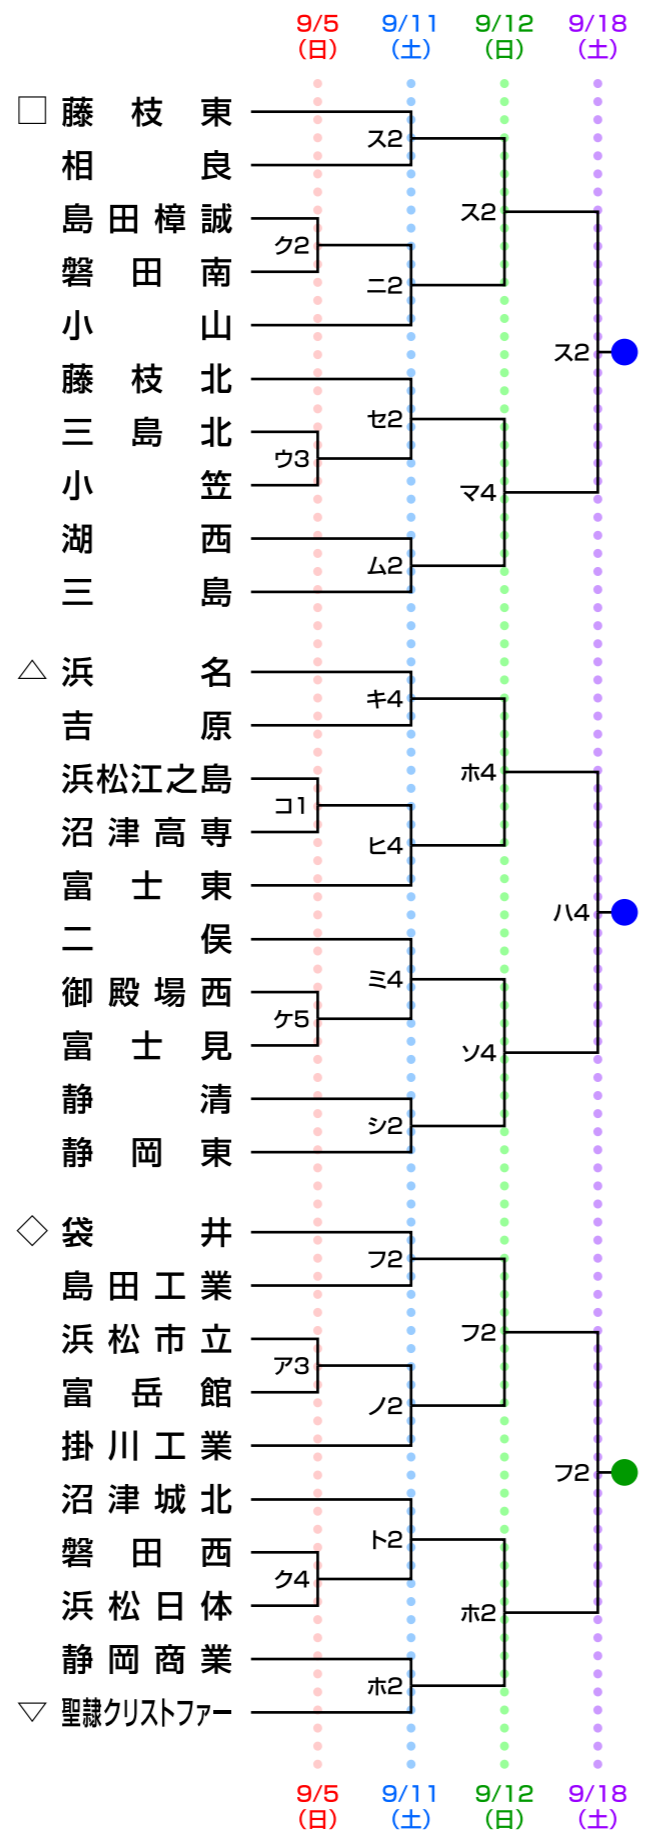 9/5 9/11 9/12 9/18
(日) (土) (日) (土)
□ 藤枝東
ス2
相良
島田樟誠
ス2
ク2
磐田南
ニ2
小山
ス2
藤枝北
セ2
三島北
ウ3
小笠
マ4
湖西
ム2
三島
△ 浜名
キ4
吉原
浜松江之島
ホ4
コ1
沼津高専
ヒ4
富士東
ハ4
二俣
ミ4
御殿場西
ケ5
富士見
ソ4
静清
シ2
静岡東
◇ 袋井
フ2
島田工業
浜松市立
フ2
ア3
富岳館
ノ2
掛川工業
フ2
沼津城北
ト2
磐田西
ク4
浜松日体
ホ2
静岡商業
ホ2
▽ 聖隷クリストファー
9/5 9/11 9/12 9/18
(日) (土) (日) (土)